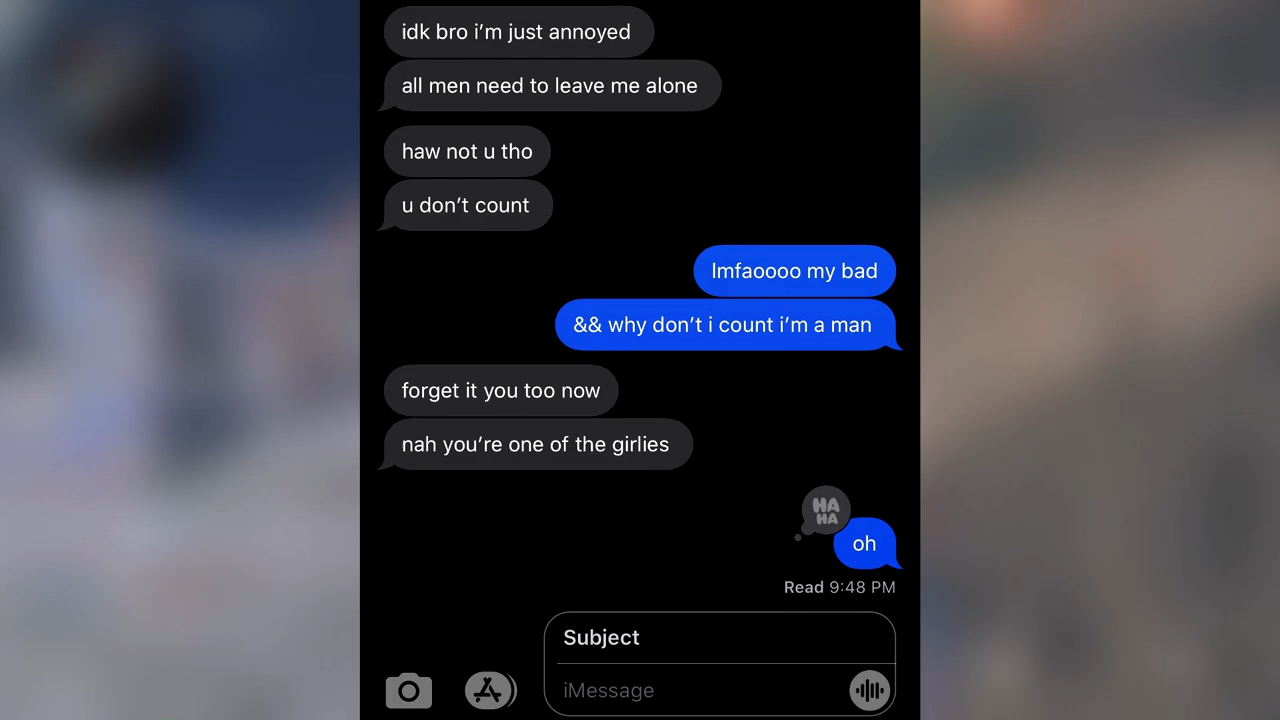 idk bro i’m just annoyed
all men need to leave me alone
haw not u tho
u don’t count
lmfaoooo my bad
&& why don’t i count i’m a man
forget it you too now
nah you’re one of the girlies
HA
HA
oh
Read 9:48 PM
Subject
iMessage